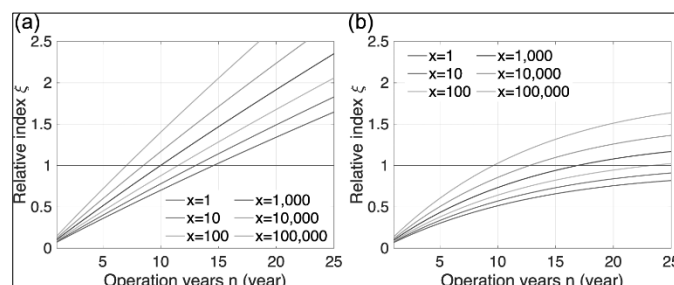 (a)
Relative index ξ
2.5
2
1.5
1
0.5
0
5 10 15 20 25
Operation years n (year)
x=1 x=1,000
x=10 x=10,000
x=100 x=100,000
(b)
Relative index ξ
2.5
2
1.5
1
0.5
0
5 10 15 20 25
Operation years n (year)
x=1 x=1,000
x=10 x=10,000
x=100 x=100,000